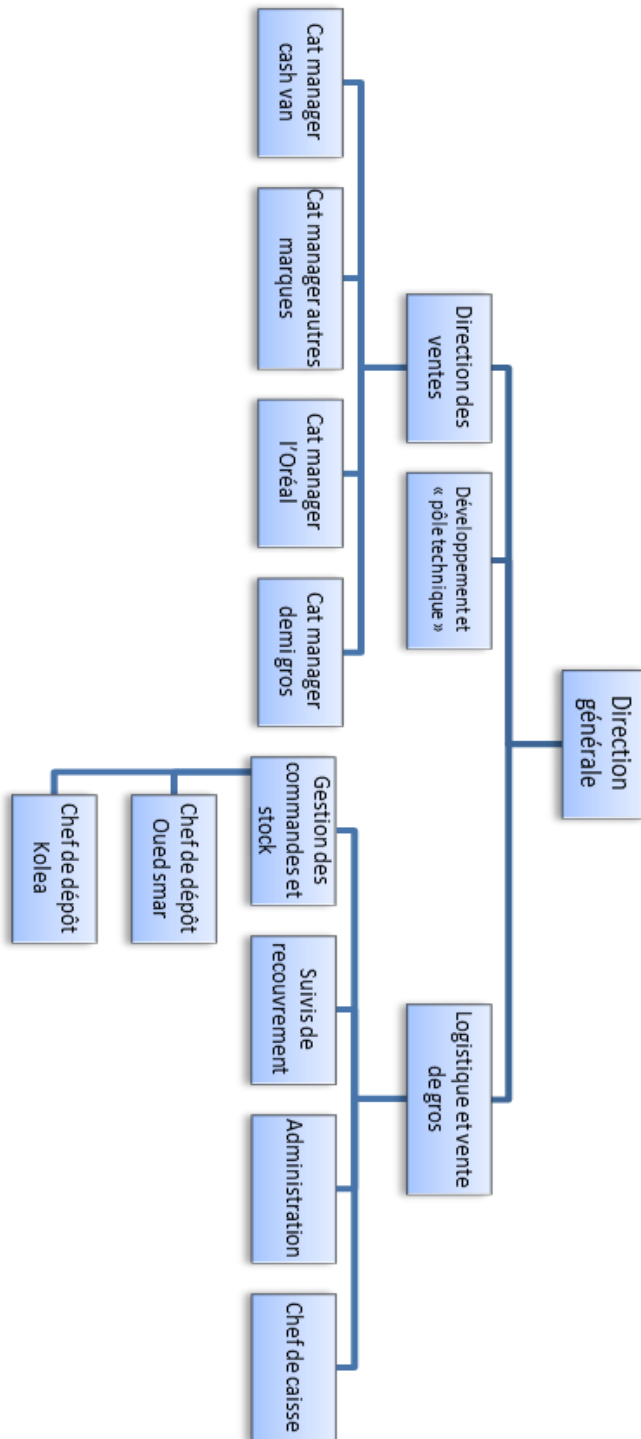 Direction
générale
Direction des
ventes
Développement et
« pôle technique »
Logistique et vente
de gros
Cat manager
cash van
Cat manager autres
marques
Cat manager
l'Oréal
Cat manager
demi gros
Gestion des
commandes et
stock
Suivis de
recouvrement
Administration
Chef de caisse
Chef de dépôt
Oued smar
Chef de dépôt
Kolea